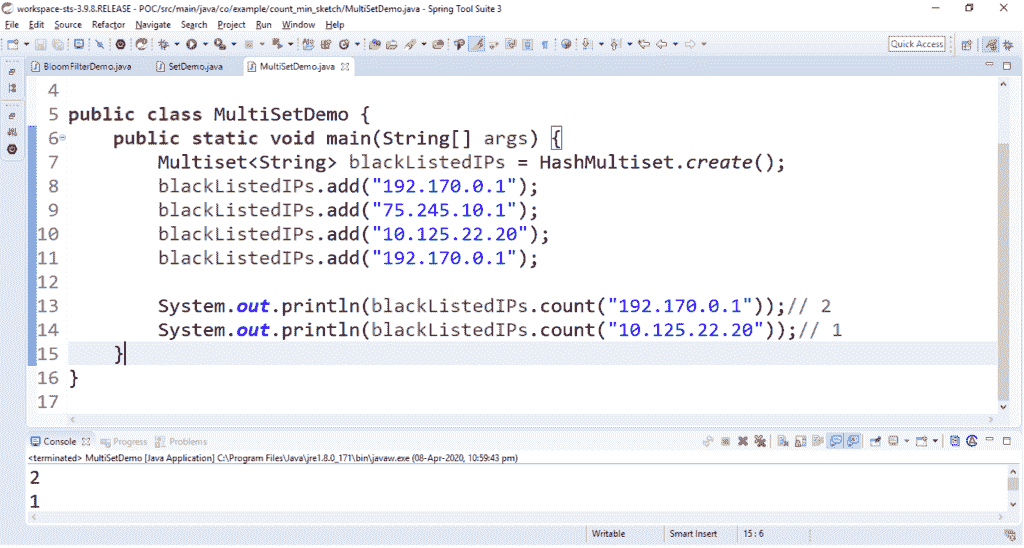 workspace-sts-3.9.8.RELEASE - POC/src/main/java/co/example/count_min_sketch/MultiSetDemo.java - Spring Tool Suite 3
File Edit Source Refactor Navigate Search Project Run Window Help
Quick Access
BloomFilterDemo.java SetDemo.java MultiSetDemo.java
4
5 public class MultiSetDemo {
6 public static void main(String[] args) {
7 Multiset<String> blackListedIPs = HashMultiset.create();
8 blackListedIPs.add("192.170.0.1");
9 blackListedIPs.add("75.245.10.1");
10 blackListedIPs.add("10.125.22.20");
11 blackListedIPs.add("192.170.0.1");
12
13 System.out.println(blackListedIPs.count("192.170.0.1"));// 2
14 System.out.println(blackListedIPs.count("10.125.22.20"));// 1
15 }
16 }
17
Console Progress Problems
<terminated> MultiSetDemo [Java Application] C:\Program Files\Java\jre1.8.0_171\bin\javaw.exe (08-Apr-2020, 10:59:43 pm)
2
1
Writable Smart Insert 15 : 6